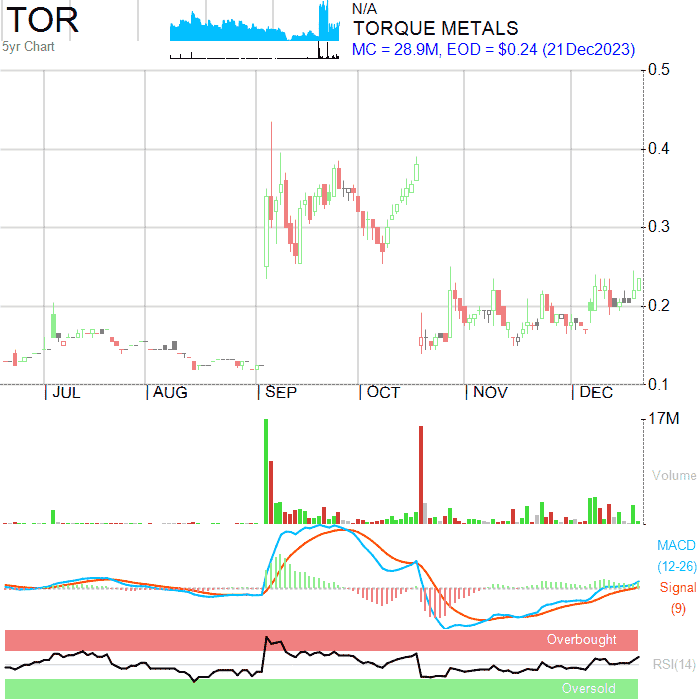 TOR
5yr Chart
N/A
TORQUE METALS
MC = 28.9M, EOD = $0.24 (21Dec2023)
0.5
0.4
0.3
0.2
0.1
JUL AUG SEP OCT NOV DEC
17M
Volume
MACD
(12-26)
Signal
(9)
Overbought
RSI(14)
Oversold